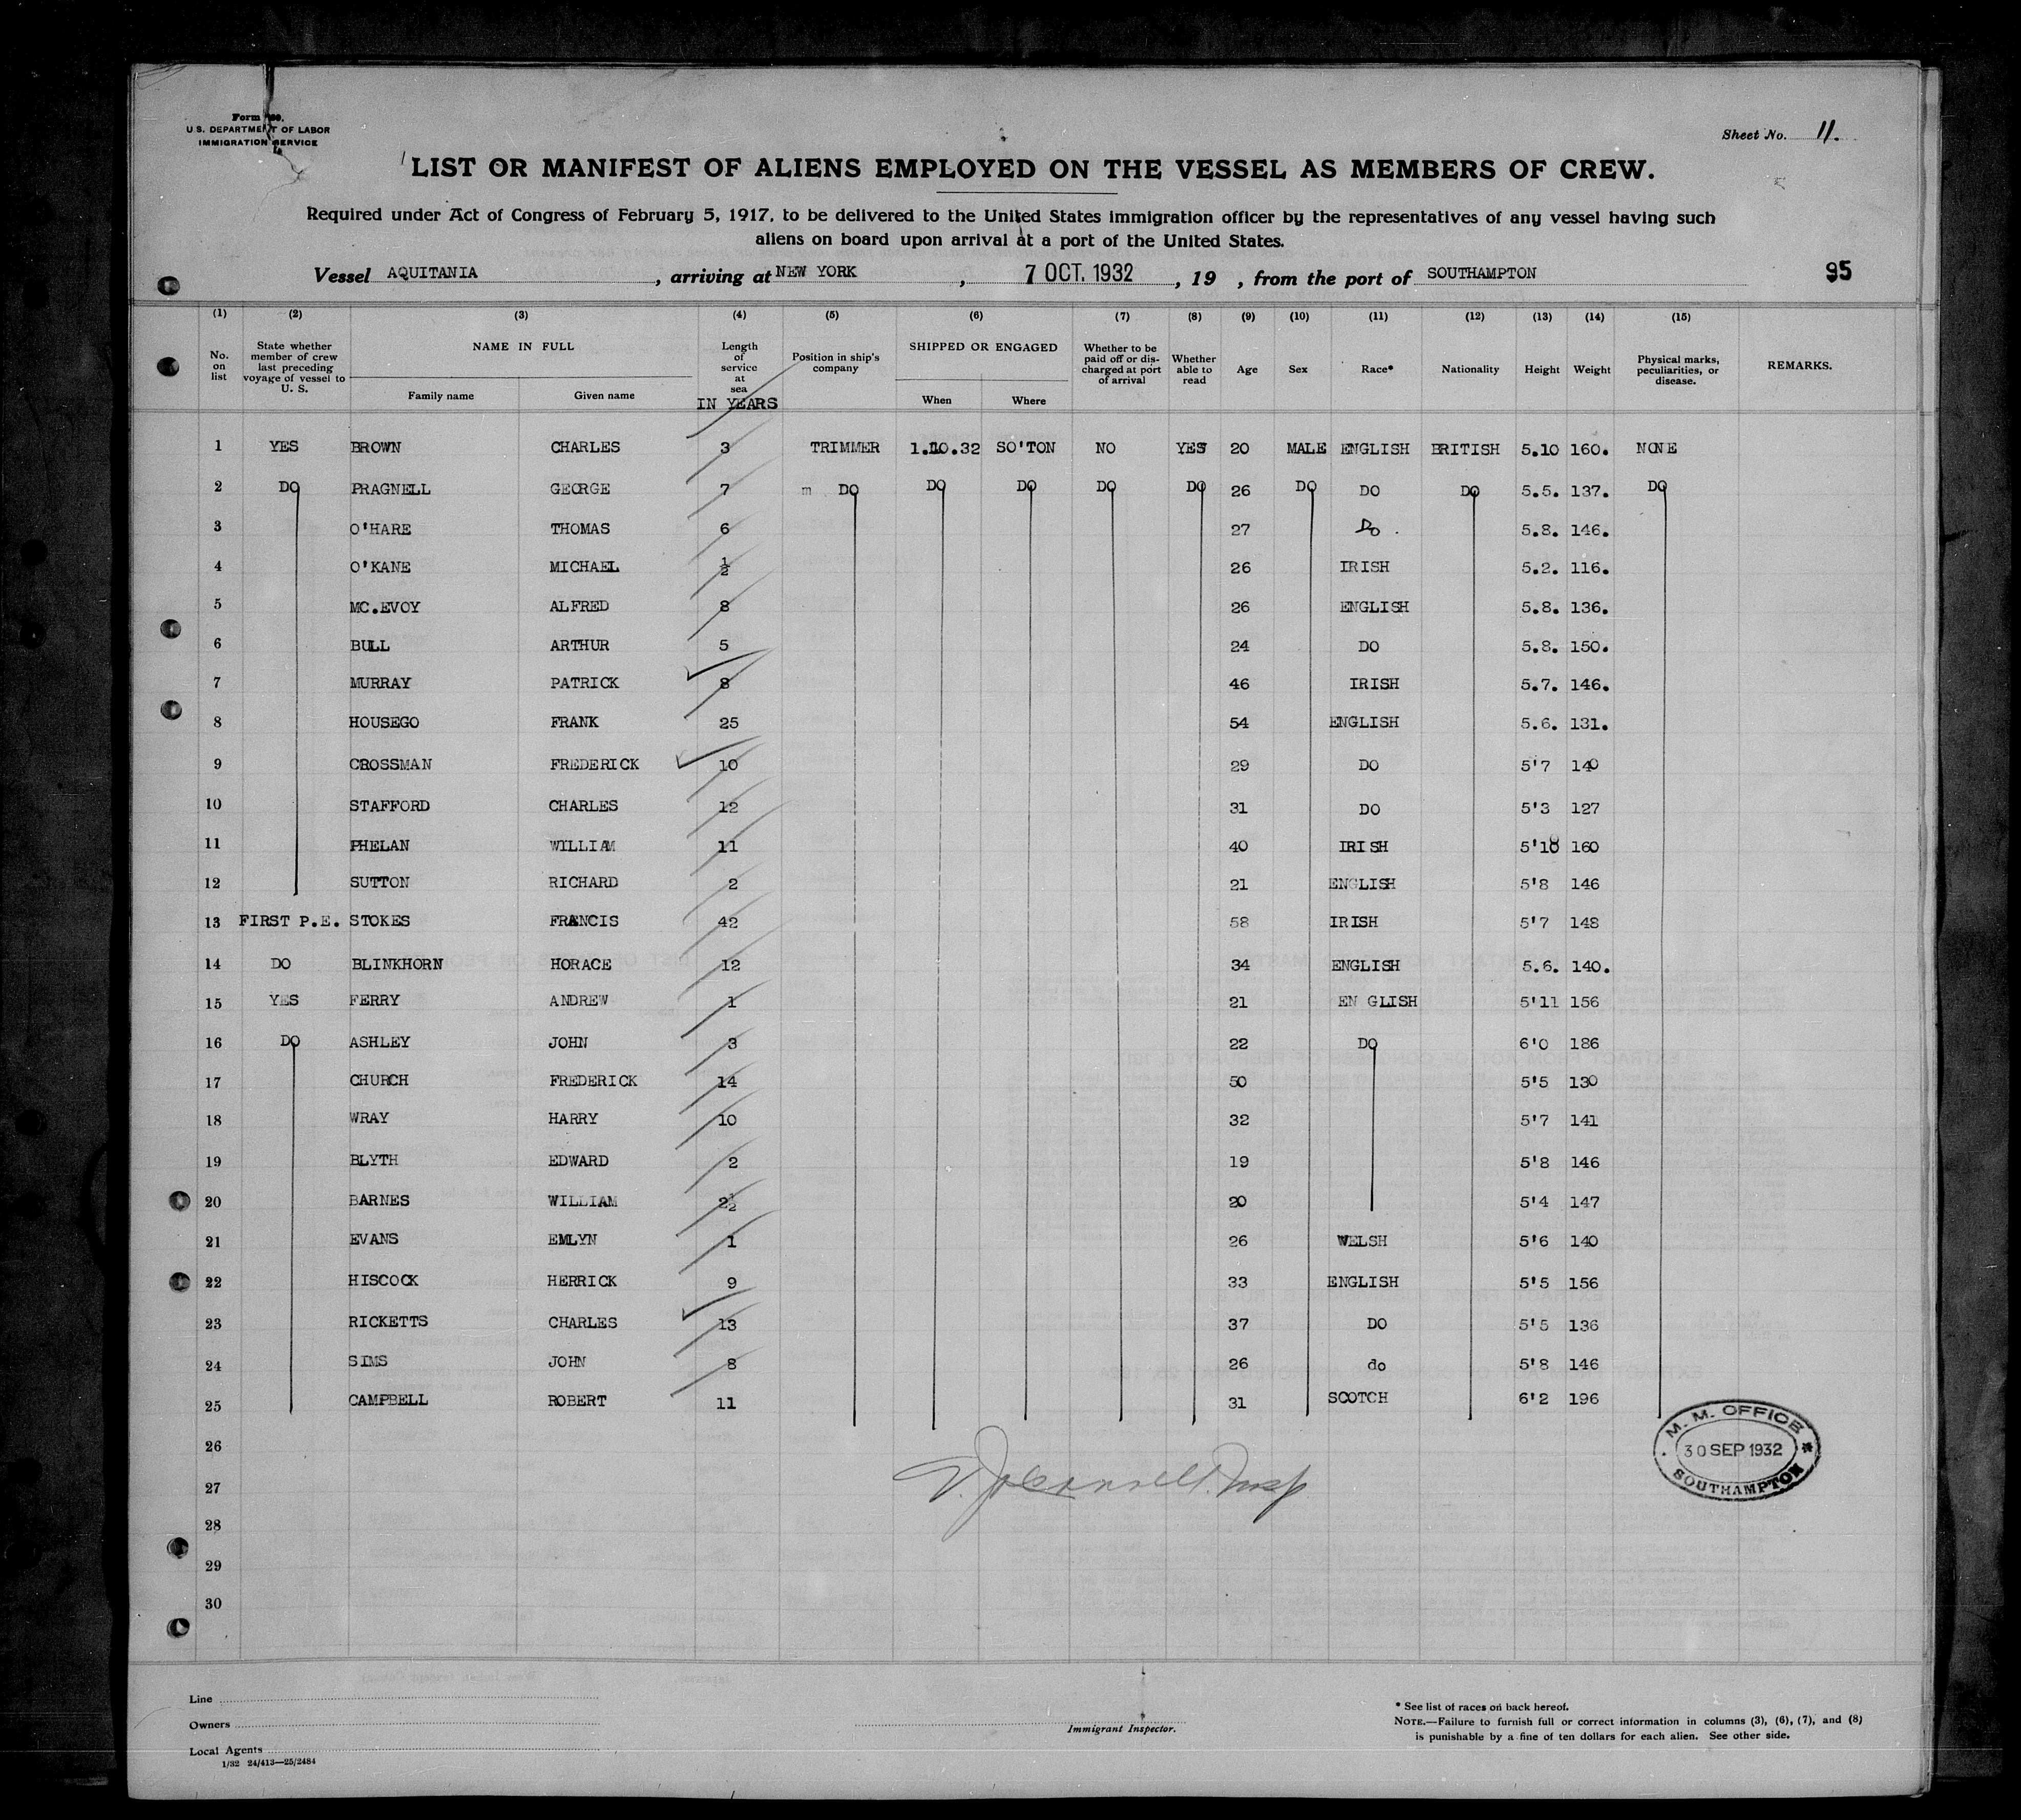 Form
U.S. DEPARTMENT OF LABOR
IMMIGRATION SERVICE
Sheet No. 11.
LIST OR MANIFEST OF ALIENS EMPLOYED ON THE VESSEL AS MEMBERS OF CREW.
Required under Act of Congress of February 5, 1917, to be delivered to the United States immigration officer by the representatives of any vessel having such
aliens on board upon arrival at a port of the United States.
Vessel AQUITANIA , arriving at NEW YORK , 7 OCT. 1932 , 19 , from the port of SOUTHAMPTON 95
(1) (2) (3) (4) (5) (6) (7) (8) (9) (10) (11) (12) (13) (14) (15)
No. on list
State whether member of crew last preceding voyage of vessel to U. S.
NAME IN FULL
Family name Given name
Length of service at sea
IN YEARS
Position in ship's company
SHIPPED OR ENGAGED
When Where
Whether to be paid off or discharged at port of arrival
Whether able to read
Age Sex Race* Nationality Height Weight
Physical marks, peculiarities, or disease.
REMARKS.
1 YES BROWN CHARLES 3 TRIMMER 1.10.32 SO'TON NO YES 20 MALE ENGLISH BRITISH 5.10 160. NONE
2 DO PRAGNELL GEORGE 7 m DO DO DO DO DO 26 DO DO DO 5.5. 137. DO
3 O'HARE THOMAS 6 27 Do . 5.8. 146.
4 O'KANE MICHAEL ½ 26 IRISH 5.2. 116.
5 MC.EVOY ALFRED 8 26 ENGLISH 5.8. 136.
6 BULL ARTHUR 5 24 DO 5.8. 150.
7 MURRAY PATRICK 8 46 IRISH 5.7. 146.
8 HOUSEGO FRANK 25 54 ENGLISH 5.6. 131.
9 CROSSMAN FREDERICK 10 29 DO 5'7 140
10 STAFFORD CHARLES 12 31 DO 5'3 127
11 PHELAN WILLIAM 11 40 IRISH 5'10 160
12 SUTTON RICHARD 2 21 ENGLISH 5'8 146
13 FIRST P.E. STOKES FRANCIS 42 58 IRISH 5'7 148
14 DO BLINKHORN HORACE 12 34 ENGLISH 5.6. 140.
15 YES FERRY ANDREW 1 21 EN GLISH 5'11 156
16 DO ASHLEY JOHN 3 22 DO 6'0 186
17 CHURCH FREDERICK 14 50 5'5 130
18 WRAY HARRY 10 32 5'7 141
19 BLYTH EDWARD 2 19 5'8 146
20 BARNES WILLIAM 2½ 20 5'4 147
21 EVANS EMLYN 1 26 WELSH 5'6 140
22 HISCOCK HERRICK 9 33 ENGLISH 5'5 156
23 RICKETTS CHARLES 13 37 DO 5'5 136
24 SIMS JOHN 8 26 do 5'8 146
25 CAMPBELL ROBERT 11 31 SCOTCH 6'2 196
26
27
28
29
30
M. M. OFFICE
30 SEP 1932
SOUTHAMPTON
Line
Owners
Local Agents
1/32 24/413—25/2484
Immigrant Inspector.
* See list of races on back hereof.
NOTE.—Failure to furnish full or correct information in columns (3), (6), (7), and (8)
is punishable by a fine of ten dollars for each alien. See other side.